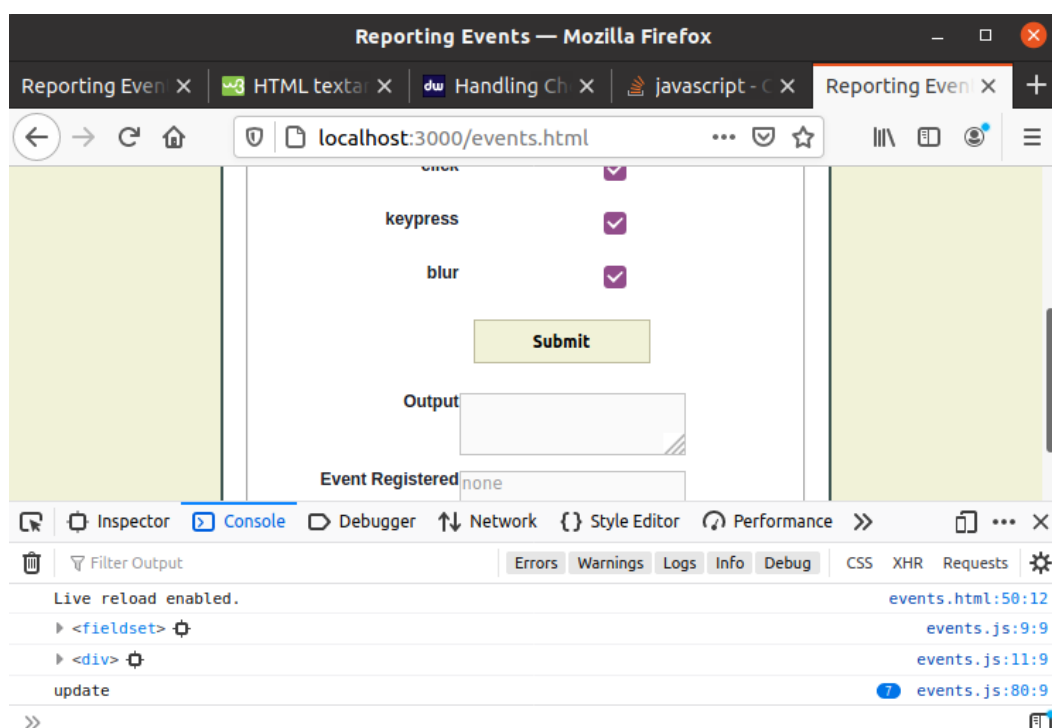 Reporting Events — Mozilla Firefox
Reporting Even
HTML textar
Handling Ch
javascript - C
Reporting Even
localhost:3000/events.html
click
keypress
blur
Submit
Output
Event Registered none
Inspector Console Debugger Network {} Style Editor Performance
Filter Output Errors Warnings Logs Info Debug CSS XHR Requests
Live reload enabled. events.html:50:12
<fieldset> events.js:9:9
<div> events.js:11:9
update 7 events.js:80:9